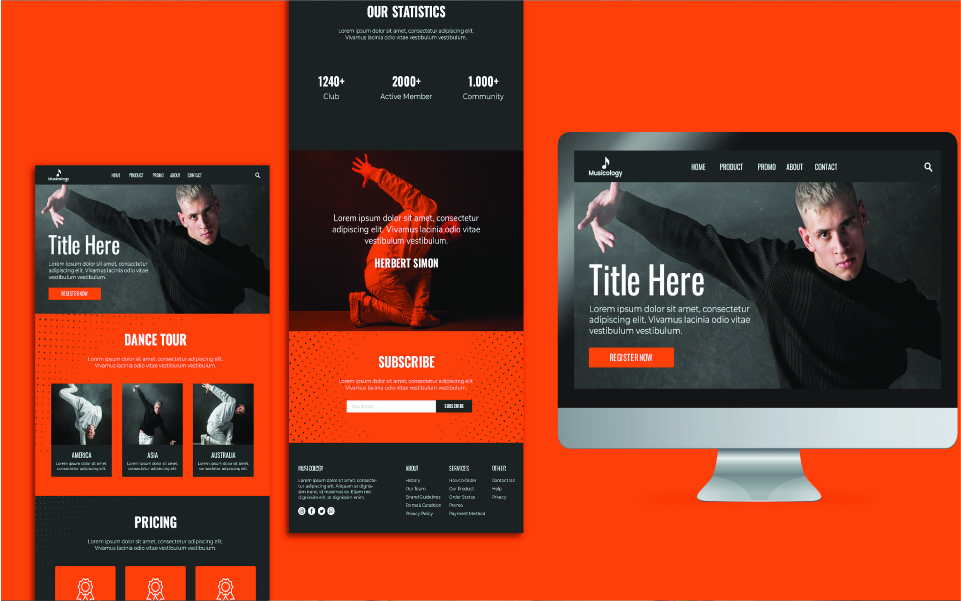 Musicology
HOME PRODUCT PROMO ABOUT CONTACT
Title Here
Lorem ipsum dolor sit amet, consectetur
adipiscing elit. Vivamus lacinia odio vitae
vestibulum vestibulum.
REGISTER NOW
DANCE TOUR
Lorem ipsum dolor sit amet, consectetur adipiscing elit.
Vivamus lacinia odio vitae vestibulum vestibulum.
AMERICA
Lorem ipsum dolor sit amet,
consectetur adipiscing elit.
ASIA
Lorem ipsum dolor sit amet,
consectetur adipiscing elit.
AUSTRALIA
Lorem ipsum dolor sit amet,
consectetur adipiscing elit.
PRICING
Lorem ipsum dolor sit amet, consectetur adipiscing elit.
Vivamus lacinia odio vitae vestibulum vestibulum.
OUR STATISTICS
Lorem ipsum dolor sit amet, consectetur adipiscing elit.
Vivamus lacinia odio vitae vestibulum vestibulum.
1240+
Club
2000+
Active Member
1.000+
Community
Lorem ipsum dolor sit amet, consectetur
adipiscing elit. Vivamus lacinia odio vitae
vestibulum vestibulum.
HERBERT SIMON
SUBSCRIBE
Lorem ipsum dolor sit amet, consectetur adipiscing elit.
Vivamus lacinia odio vitae vestibulum vestibulum.
Your Email
SUBSCRIBE
MUSICOLOGY
Lorem ipsum dolor sit amet, consecte-
tur adipiscing elit. Aliquam at dignis-
sim nunc, id maximus ex. Etiam nec
dignissim elit, at dignissim enim.
ABOUT
History
Our Team
Brand Guidelines
Terms & Condition
Privacy Policy
SERVICES
How to Order
Our Product
Order Status
Promo
Payment Method
OTHER
Contact Us
Help
Privacy
Musicology
HOME PRODUCT PROMO ABOUT CONTACT
Title Here
Lorem ipsum dolor sit amet, consectetur
adipiscing elit. Vivamus lacinia odio vitae
vestibulum vestibulum.
REGISTER NOW